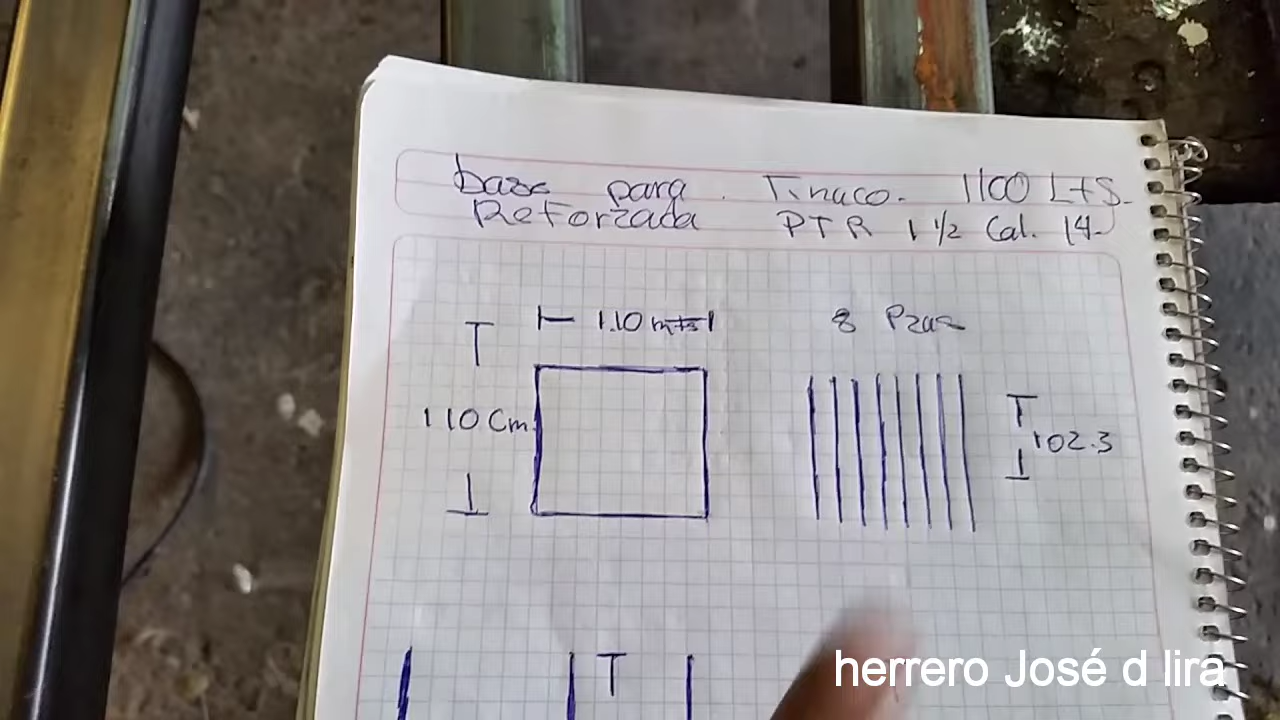 base para. Tinaco. 1100 Lts.
Reforzada PTR 1 1/2 Cal. 14.
1.10 mts
8 Pzas
110 Cm.
102.3
herrero José d lira